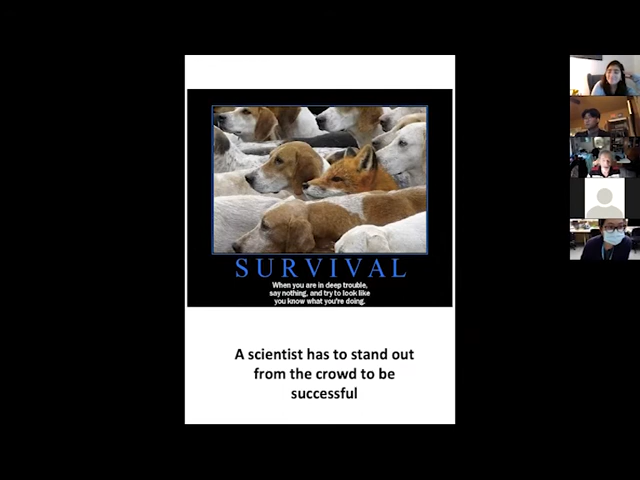 SURVIVAL
When you are in deep trouble,
say nothing, and try to look like
you know what you're doing.
A scientist has to stand out
from the crowd to be
successful